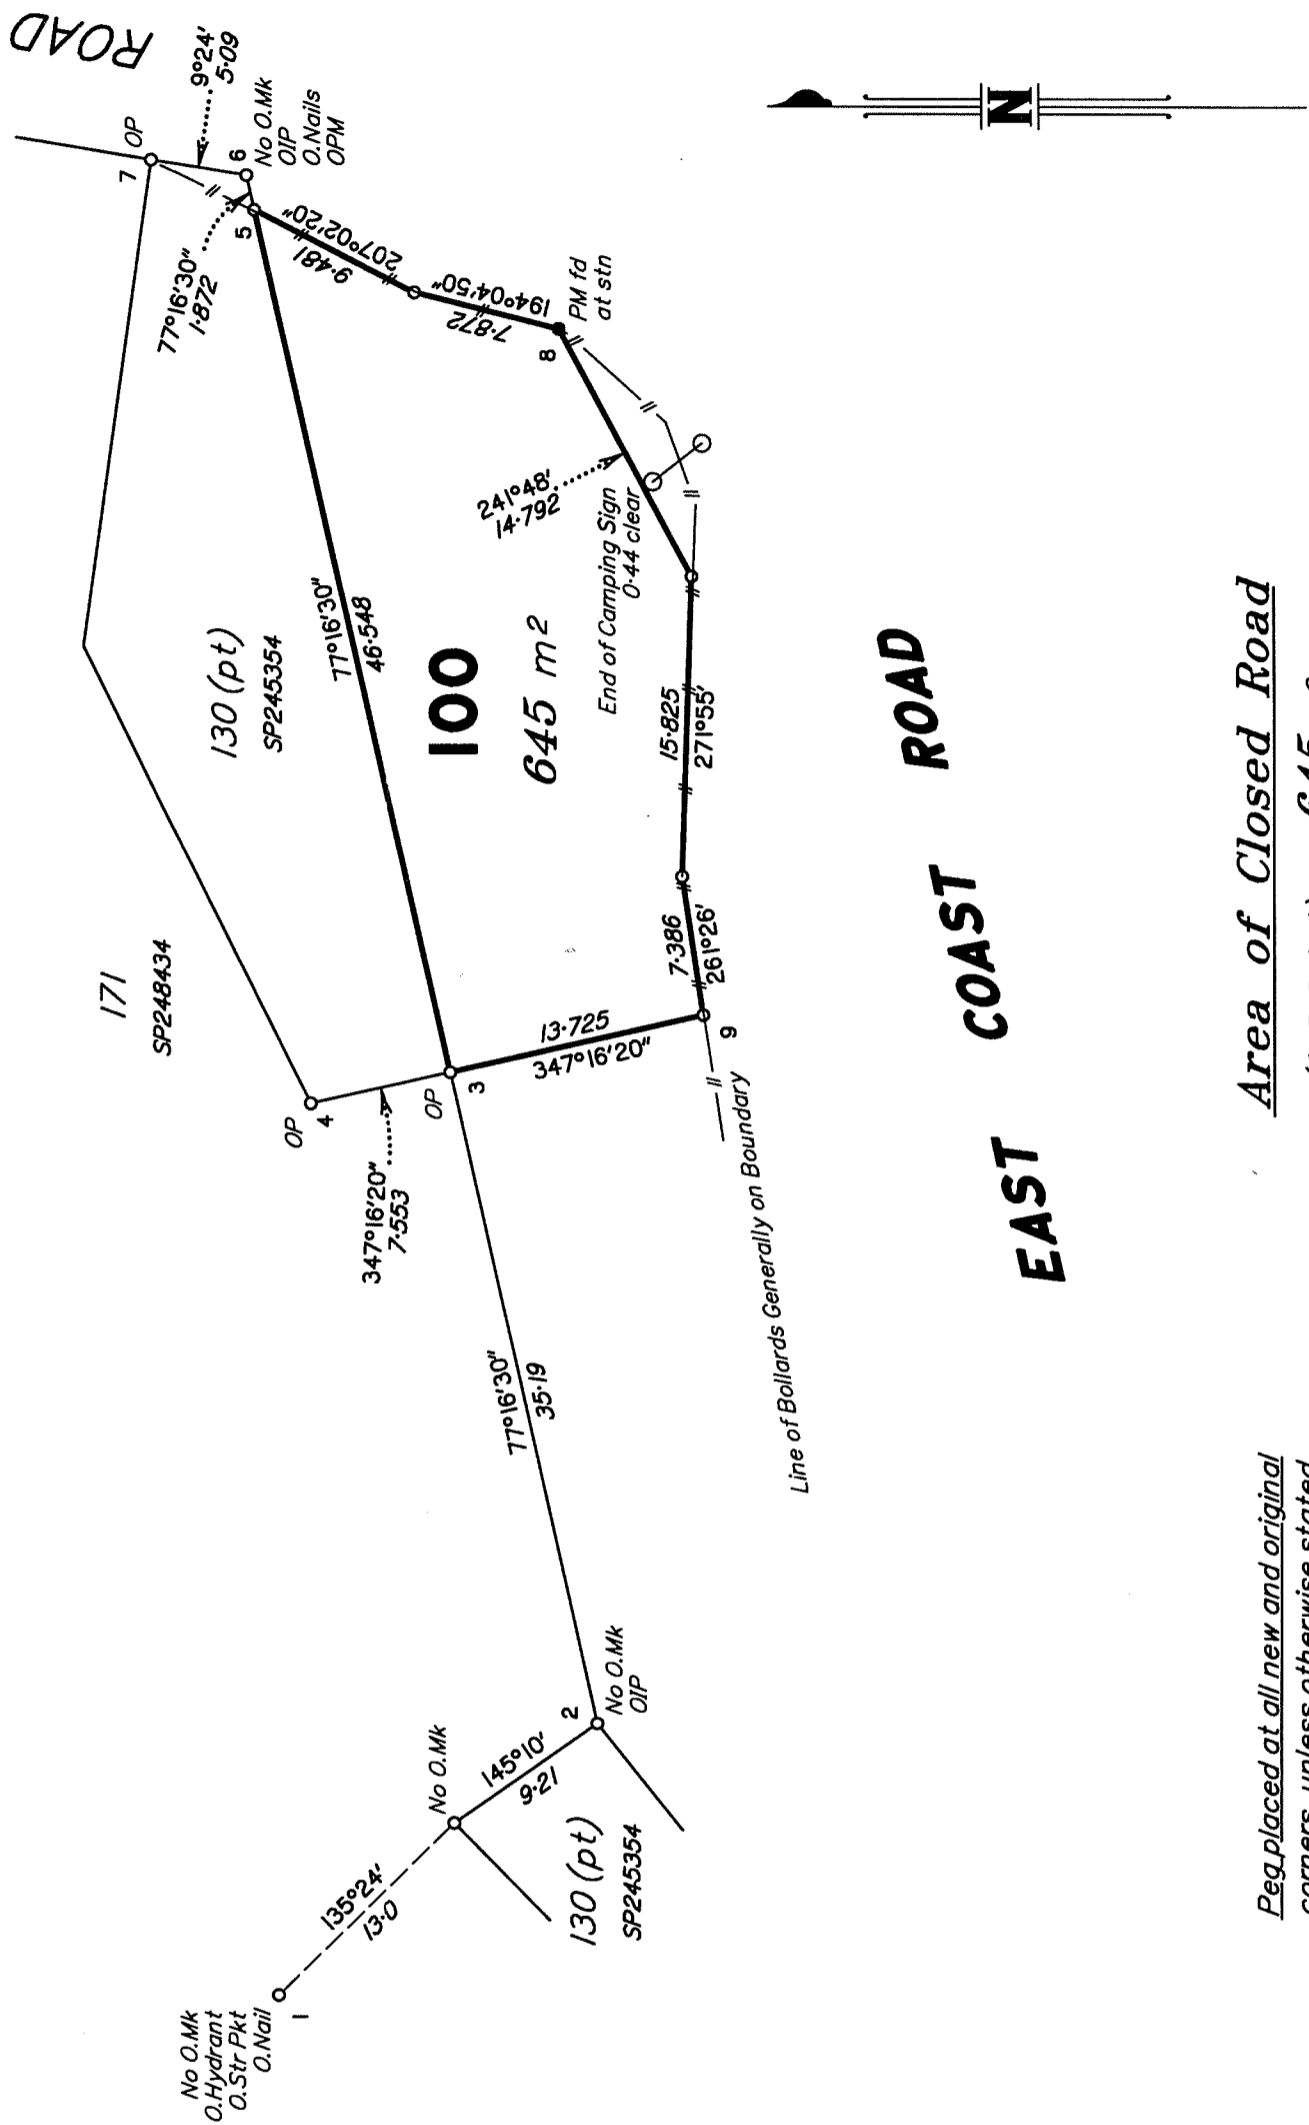 ROAD
9°24'
5·09
OP
7
6
No O.Mk
OIP
O.Nails
OPM
77°16'30"
1·872
5
9·481
207°02'20"
7·872
194°04'50"
8
PM fd
at stn
N
171
SP248434
130 (pt)
SP245354
77°16'30"
46·548
100
645 m²
241°48'
14·792
End of Camping Sign
0·44 clear
15·825
271°55'
7·386
261°26'
9
13·725
347°16'20"
OP
4
OP
3
347°16'20"
7·553
Line of Bollards Generally on Boundary
EAST COAST ROAD
77°16'30"
35·19
2
No O.Mk
OIP
No O.Mk
145°10'
9·21
130 (pt)
SP245354
135°24'
13·0
No O.Mk
O.Hydrant
O.Str Pkt
O.Nail
1
Area of Closed Road
Peg placed at all new and original
corners, unless otherwise stated